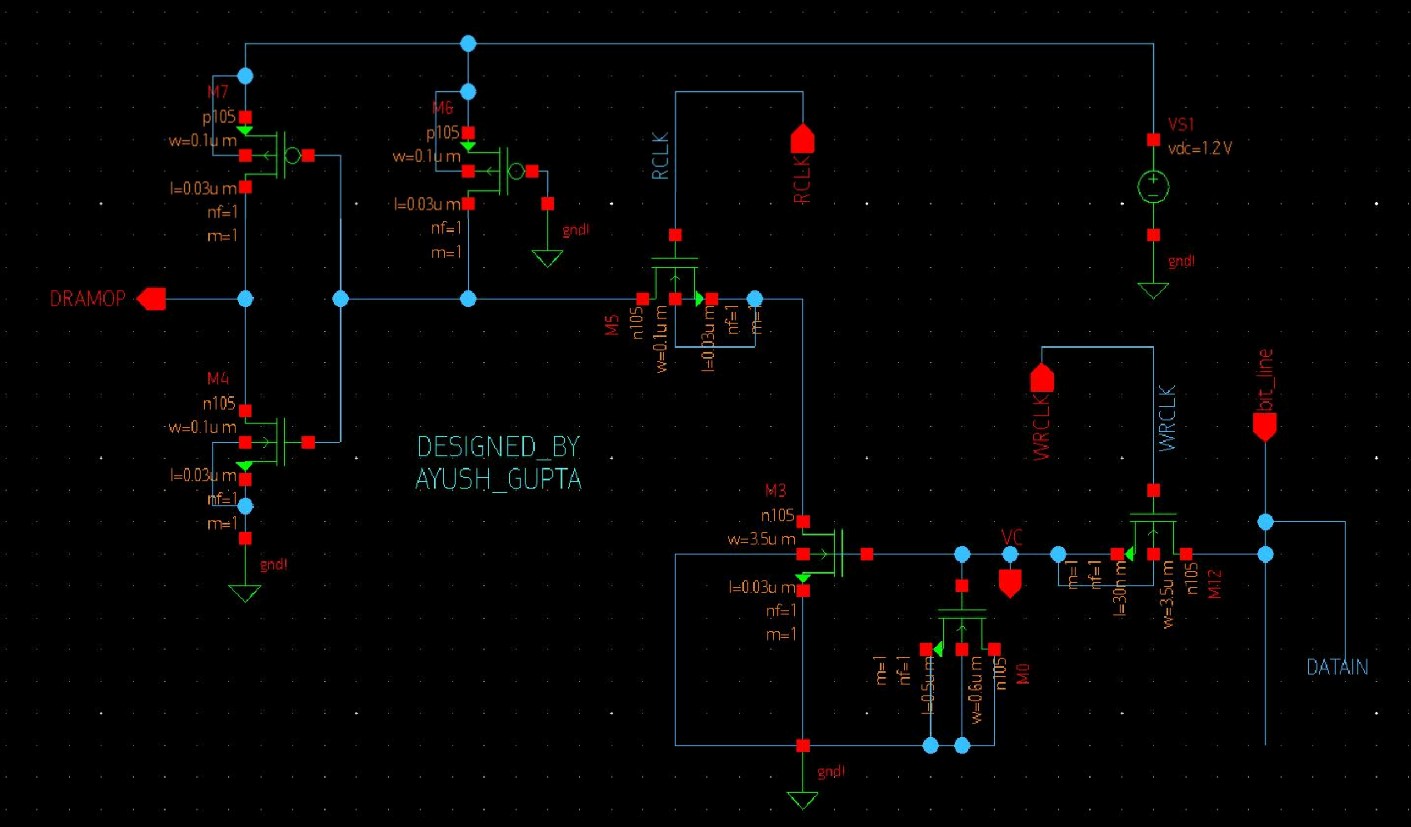 M7
p105
w=0.1u m
l=0.03u m
nf=1
m=1
M6
p105
w=0.1u m
l=0.03u m
nf=1
m=1
gnd!
RCLK
RCLK
VS1
vdc=1.2 V
gnd!
DRAMOP
M5
n105
w=0.1u m
l=0.03u m
nf=1
m=1
M4
n105
w=0.1u m
l=0.03u m
nf=1
m=1
gnd!
DESIGNED_BY
AYUSH_GUPTA
WRCLK
WRCLK
bit_line
M3
n105
w=3.5u m
l=0.03u m
nf=1
m=1
VC
m=1
nf=1
l=30n m
w=3.5u m
n105
M12
m=1
nf=1
l=0.5u m
w=0.6u m
n105
M0
DATAIN
gnd!